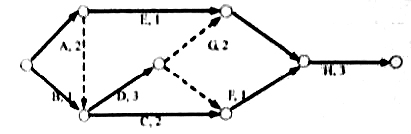 E, 1
A, 2
G, 2
H, 3
B, 1
D, 3
F, 1
C, 2